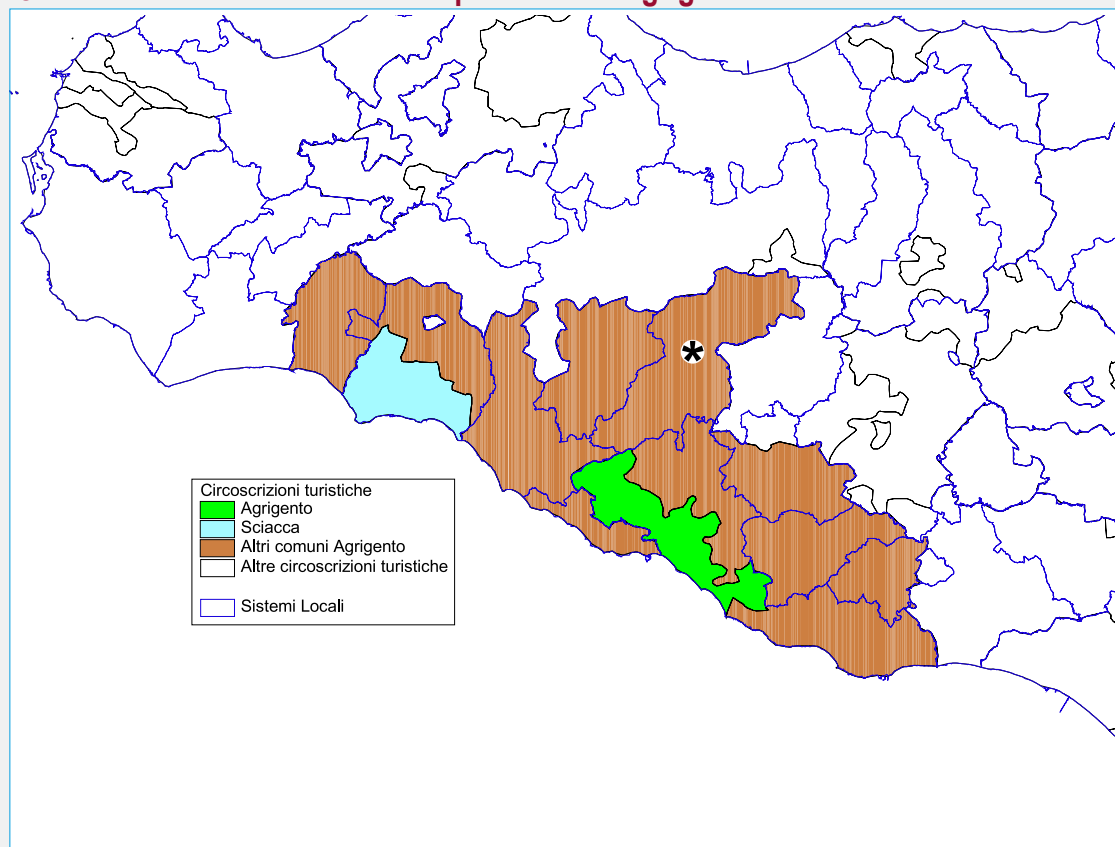 Circoscrizioni turistiche
Agrigento
Sciacca
Altri comuni Agrigento
Altre circoscrizioni turistiche
Sistemi Locali
*